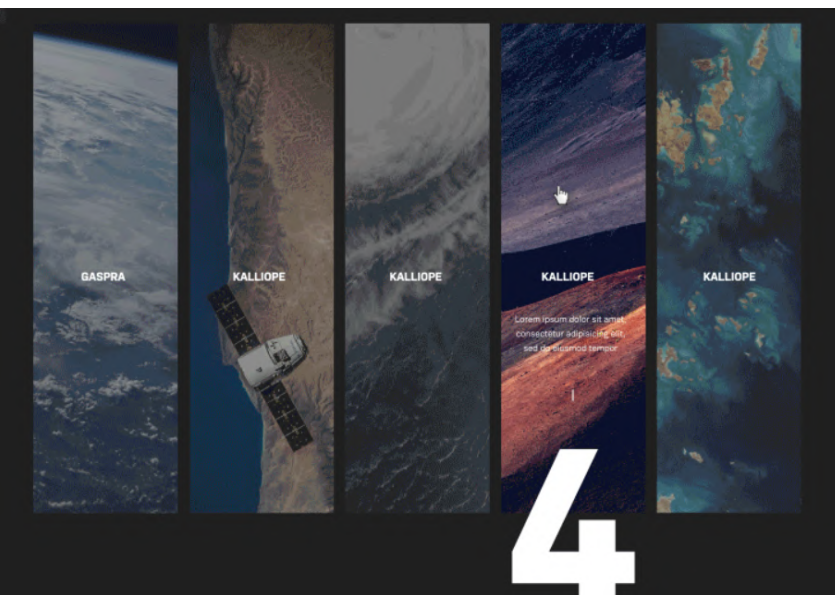 GASPRA
KALLIOPE
KALLIOPE
KALLIOPE
KALLIOPE
Lorem ipsum dolor sit amet,
consectetur adipisicing elit,
sed do eiusmod tempor
4